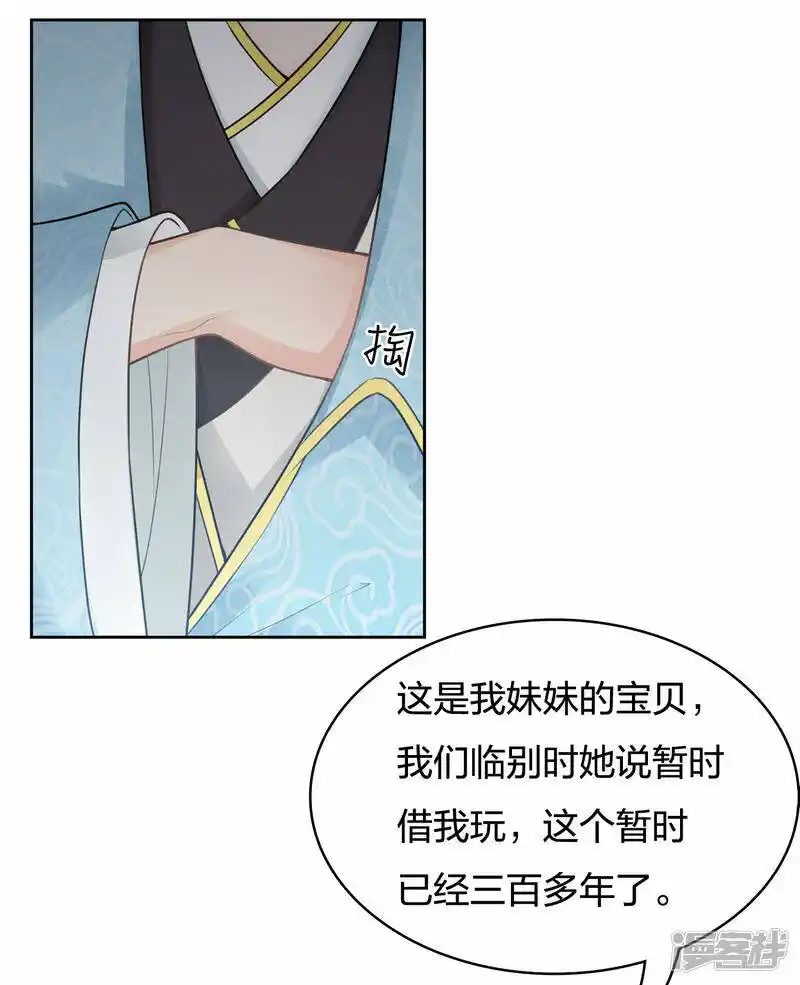 掏
这是我妹妹的宝贝，
我们临别时她说暂时
借我玩，这个暂时
已经三百多年了。
漫客栈